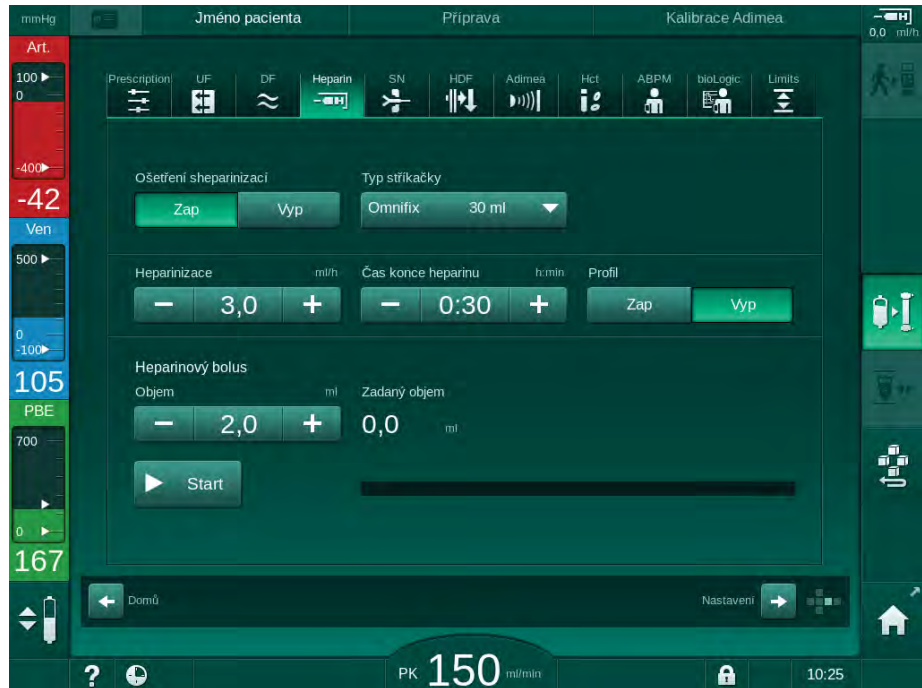 mmHg
Jméno pacienta
Příprava
Kalibrace Adimea
0,0 ml/h
Art.
100
0
-400
-42
Ven
500
0
-100
105
PBE
700
0
167
Prescription
UF
DF
Heparin
SN
HDF
Adimea
Hct
ABPM
bioLogic
Limits
Ošetření sheparinizací
Typ stříkačky
Zap
Vyp
Omnifix 30 ml
Heparinizace ml/h
Čas konce heparinu h:min
Profil
− 3,0 +
− 0:30 +
Zap
Vyp
Heparinový bolus
Objem ml
Zadaný objem
− 2,0 +
0,0 ml
Start
Domů
Nastavení
?
PK 150 ml/min
10:25